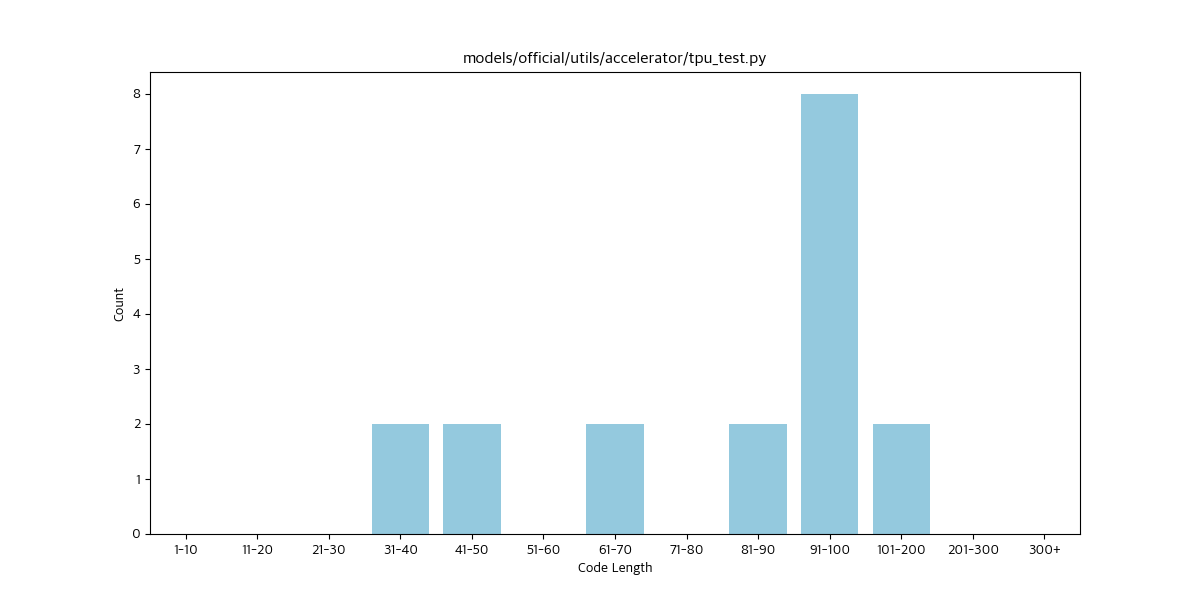 models/official/utils/accelerator/tpu_test.py
8
7
6
5
4
3
2
1
0
Count
1-10 11-20 21-30 31-40 41-50 51-60 61-70 71-80 81-90 91-100 101-200 201-300 300+
Code Length